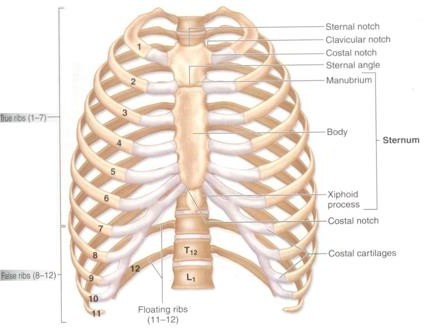 Sternal notch
Clavicular notch
Costal notch
Sternal angle
Manubrium
Body
Sternum
Xiphoid
process
Costal notch
Costal cartilages
True ribs (1–7)
False ribs (8–12)
1
2
3
4
5
6
7
8
9
10
11
12
T12
L1
Floating ribs
(11–12)